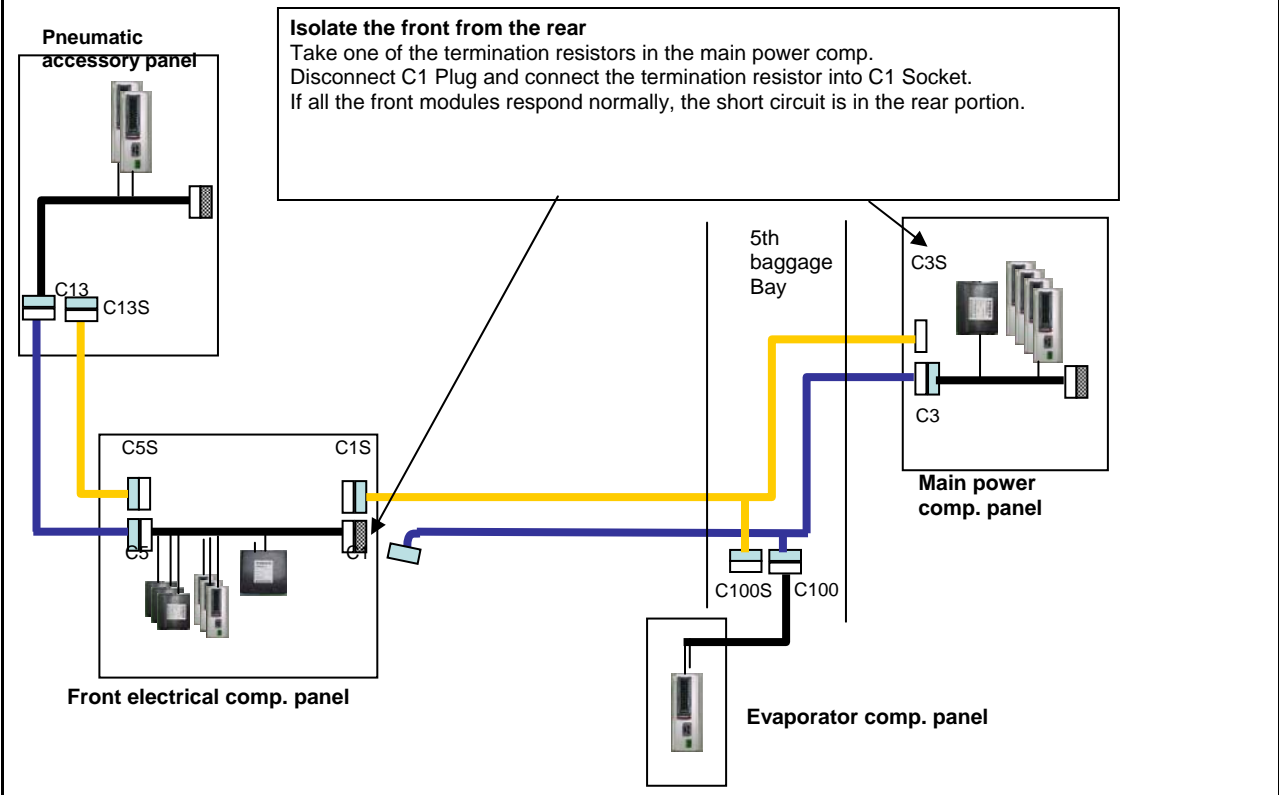 Isolate the front from the rear
Take one of the termination resistors in the main power comp.
Disconnect C1 Plug and connect the termination resistor into C1 Socket.
If all the front modules respond normally, the short circuit is in the rear portion.
Pneumatic
accessory panel
C13
C13S
5th
baggage
Bay
C3S
C3
Main power
comp. panel
C5S
C1S
C5
C1
C100S
C100
Front electrical comp. panel
Evaporator comp. panel